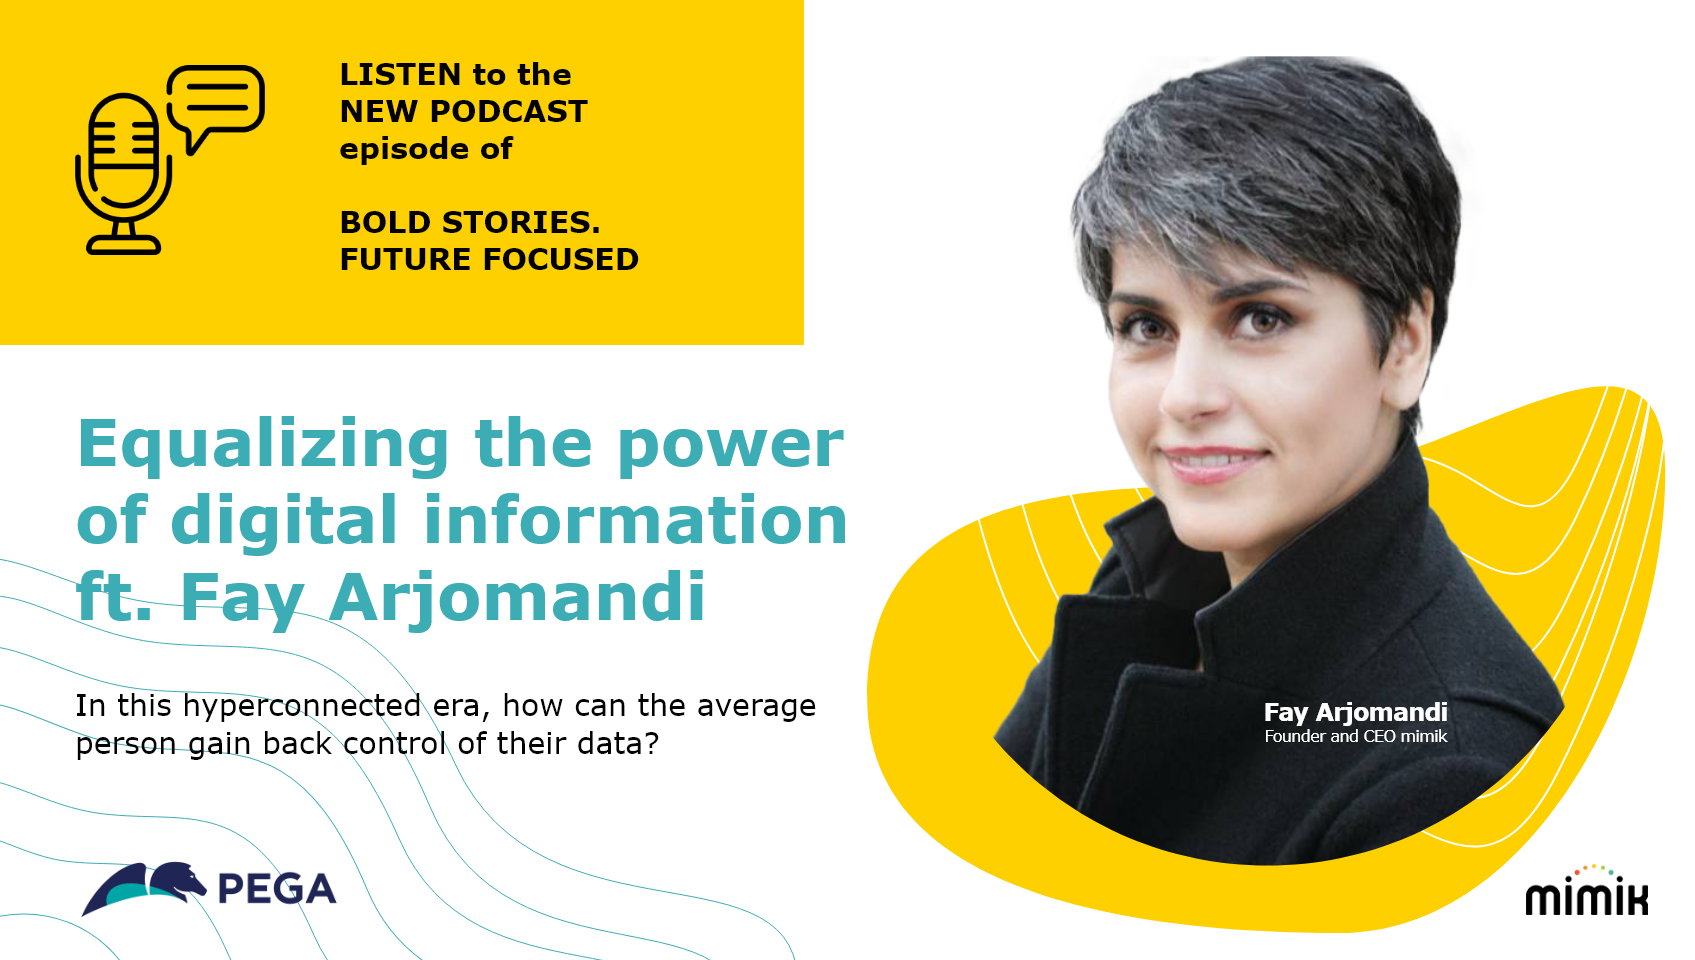 LISTEN to the
NEW PODCAST
episode of
BOLD STORIES.
FUTURE FOCUSED
Equalizing the power
of digital information
ft. Fay Arjomandi
In this hyperconnected era, how can the average
person gain back control of their data?
Fay Arjomandi
Founder and CEO mimik
PEGA
mimik